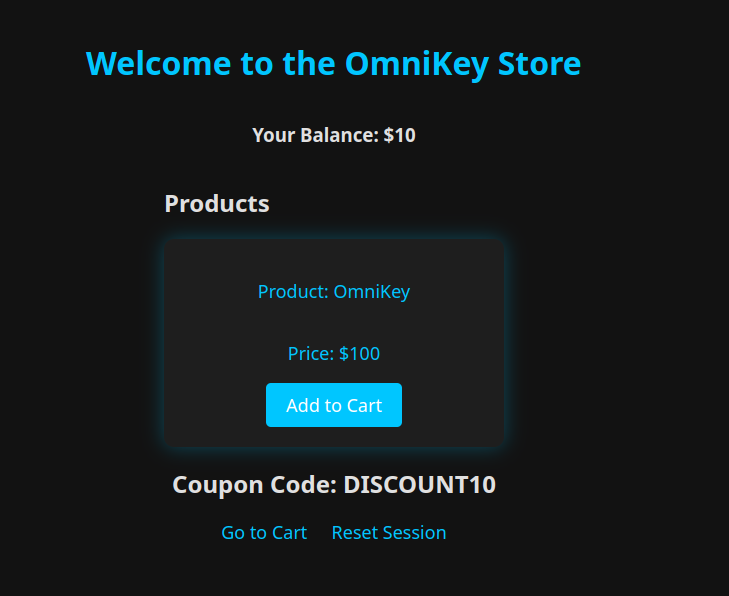 Welcome to the OmniKey Store
Your Balance: $10
Products
Product: OmniKey
Price: $100
Add to Cart
Coupon Code: DISCOUNT10
Go to Cart Reset Session